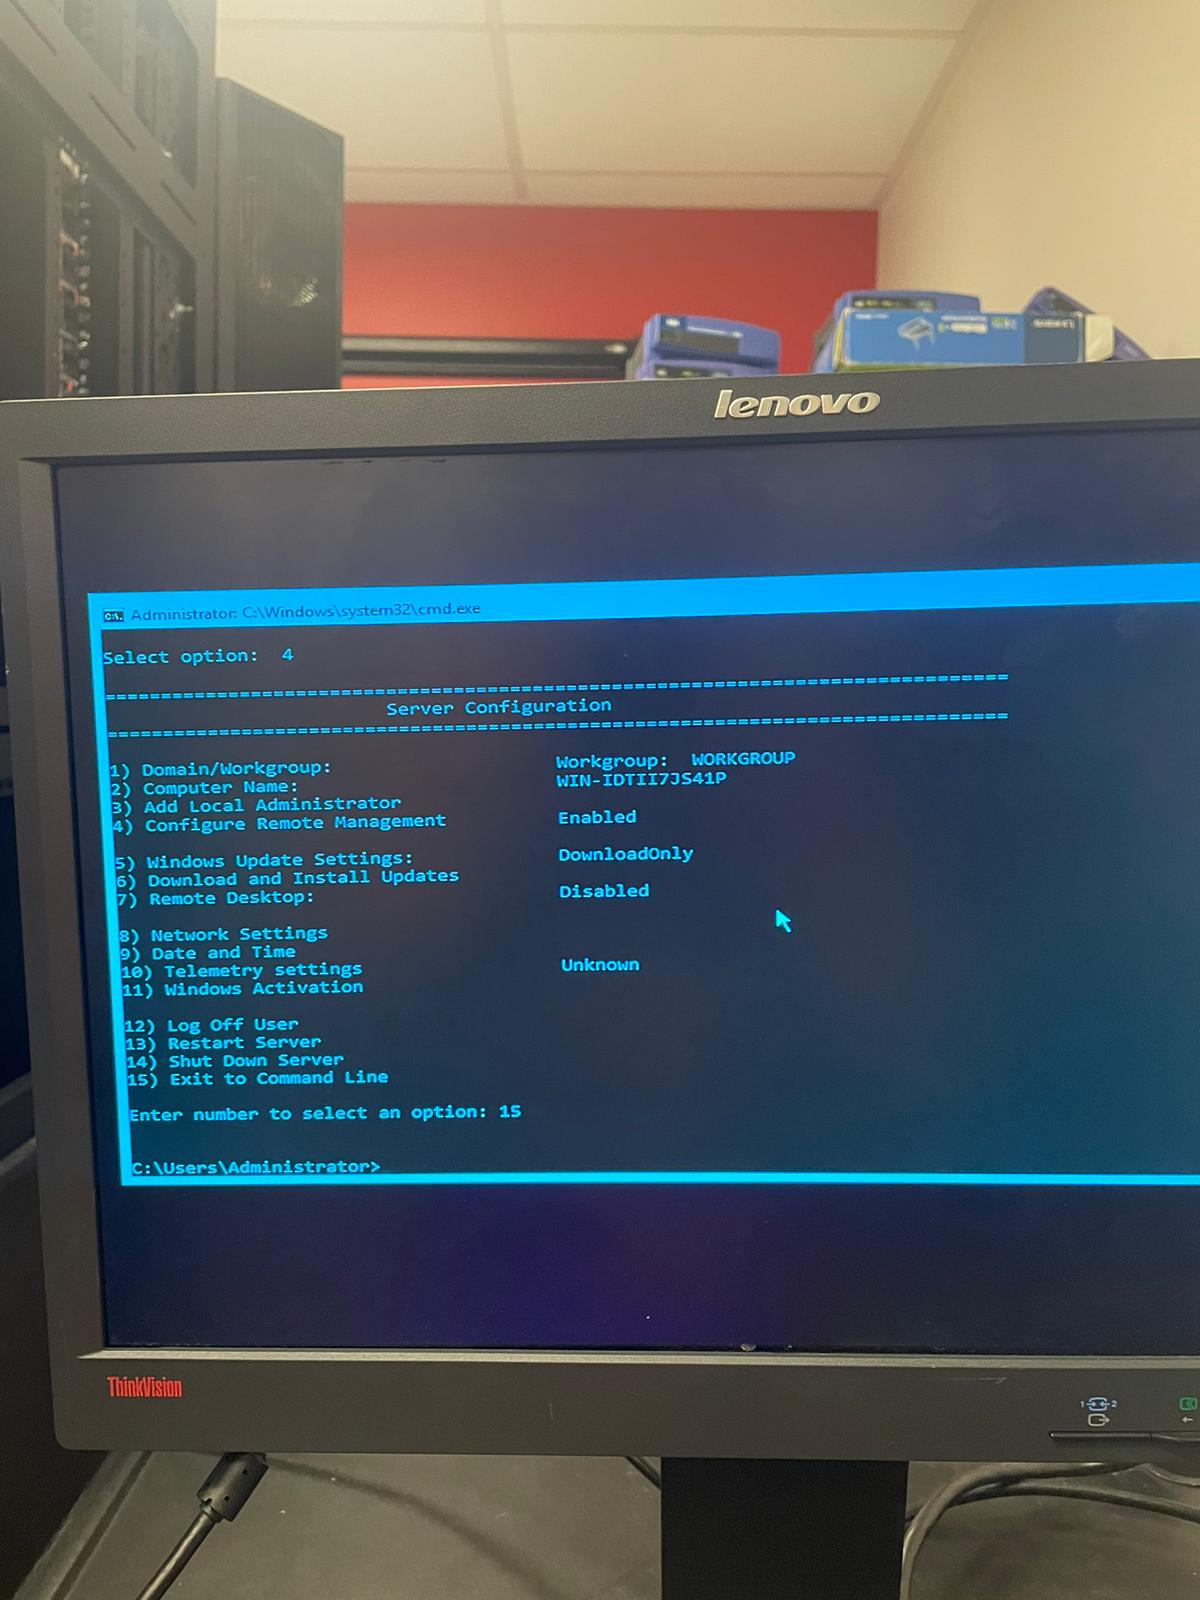 lenovo
Administrator: C:\Windows\system32\cmd.exe
Select option:  4
===============================================================================
Server Configuration
===============================================================================
1) Domain/Workgroup: Workgroup:  WORKGROUP
2) Computer Name: WIN-IDTII7JS41P
3) Add Local Administrator
4) Configure Remote Management Enabled
5) Windows Update Settings: DownloadOnly
6) Download and Install Updates
7) Remote Desktop: Disabled
8) Network Settings
9) Date and Time
10) Telemetry settings Unknown
11) Windows Activation
12) Log Off User
13) Restart Server
14) Shut Down Server
15) Exit to Command Line
Enter number to select an option: 15
C:\Users\Administrator>
ThinkVision